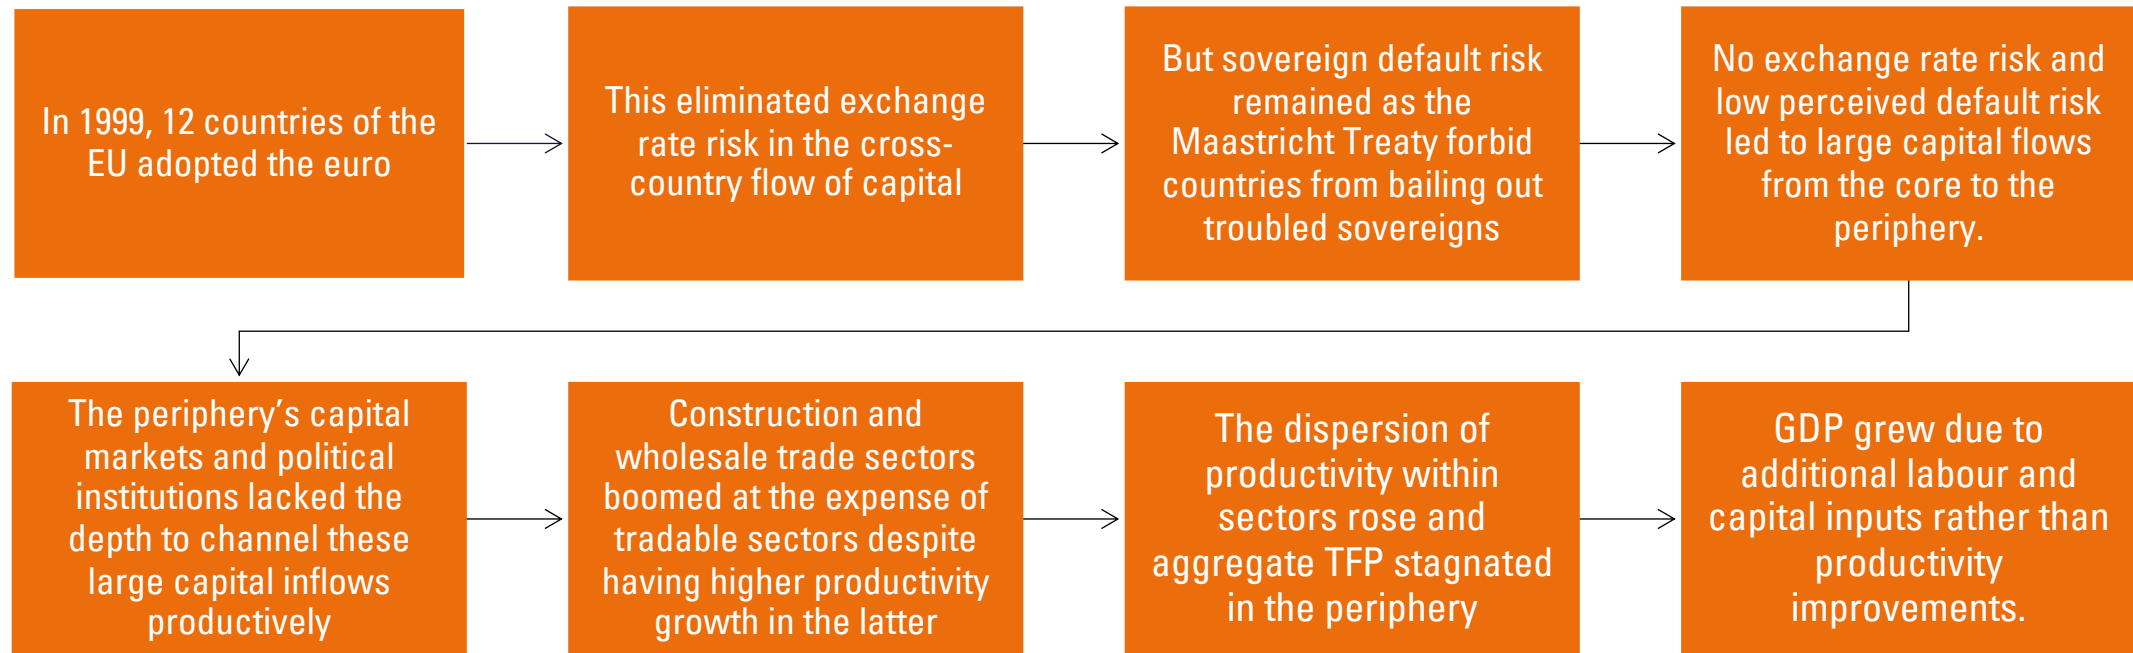 In 1999, 12 countries of the
EU adopted the euro
This eliminated exchange
rate risk in the cross-
country flow of capital
But sovereign default risk
remained as the
Maastricht Treaty forbid
countries from bailing out
troubled sovereigns
No exchange rate risk and
low perceived default risk
led to large capital flows
from the core to the
periphery.
The periphery’s capital
markets and political
institutions lacked the
depth to channel these
large capital inflows
productively
Construction and
wholesale trade sectors
boomed at the expense of
tradable sectors despite
having higher productivity
growth in the latter
The dispersion of
productivity within
sectors rose and
aggregate TFP stagnated
in the periphery
GDP grew due to
additional labour and
capital inputs rather than
productivity
improvements.